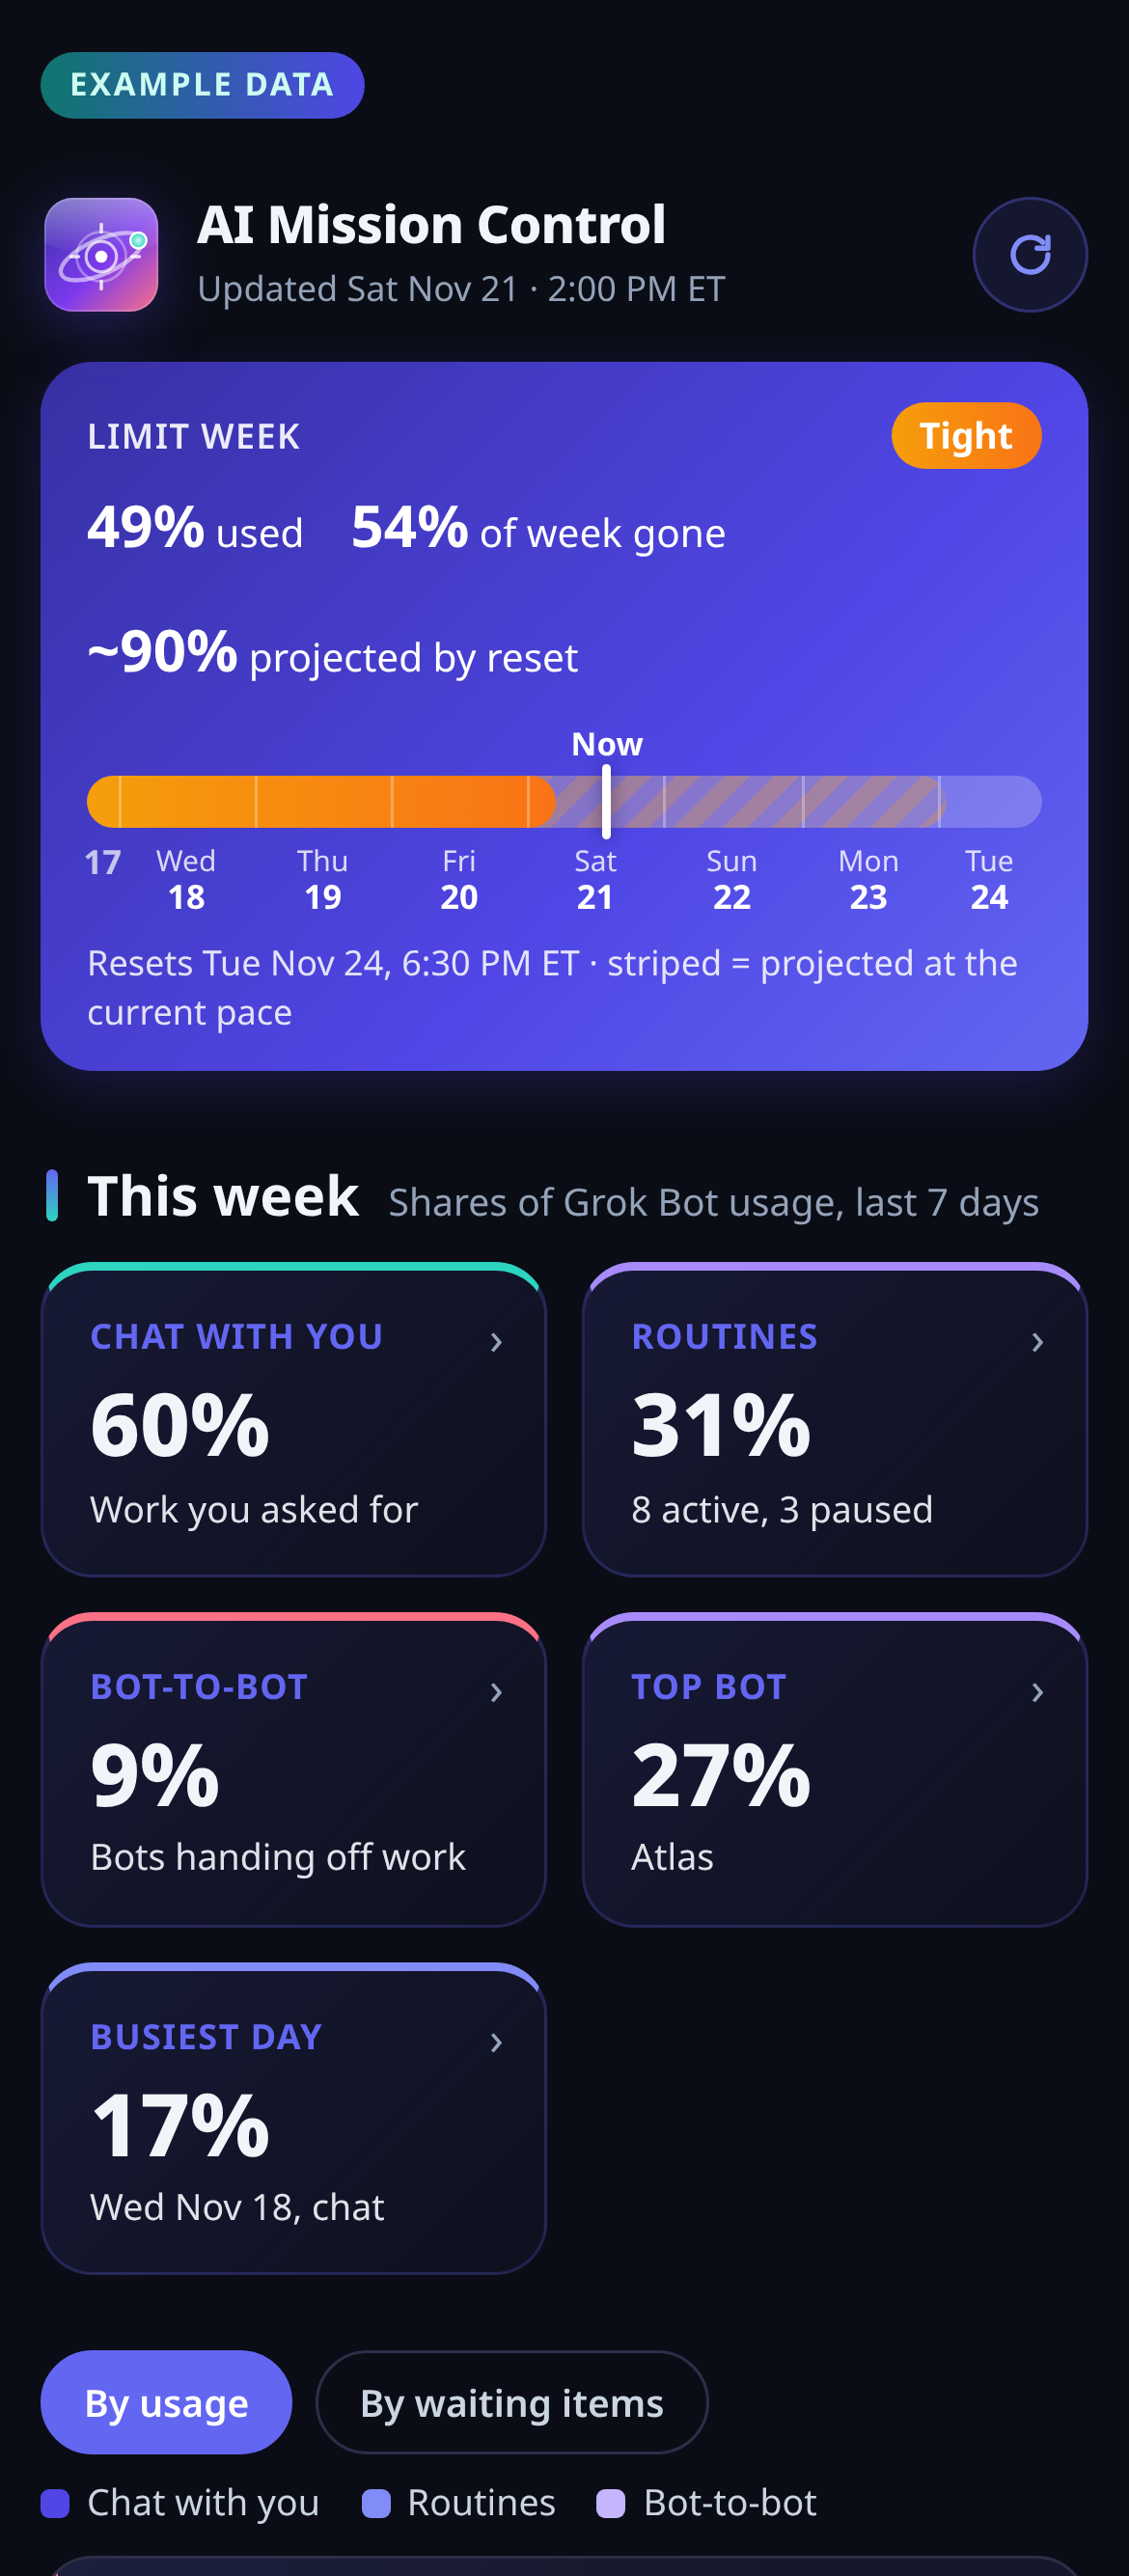 EXAMPLE DATA
AI Mission Control
Updated Sat Nov 21 · 2:00 PM ET
LIMIT WEEK
Tight
49% used 54% of week gone
~90% projected by reset
Now
17 Wed Thu Fri Sat Sun Mon Tue
18 19 20 21 22 23 24
Resets Tue Nov 24, 6:30 PM ET · striped = projected at the
current pace
This week Shares of Grok Bot usage, last 7 days
CHAT WITH YOU ›
60%
Work you asked for
ROUTINES ›
31%
8 active, 3 paused
BOT-TO-BOT ›
9%
Bots handing off work
TOP BOT ›
27%
Atlas
BUSIEST DAY ›
17%
Wed Nov 18, chat
By usage By waiting items
Chat with you Routines Bot-to-bot